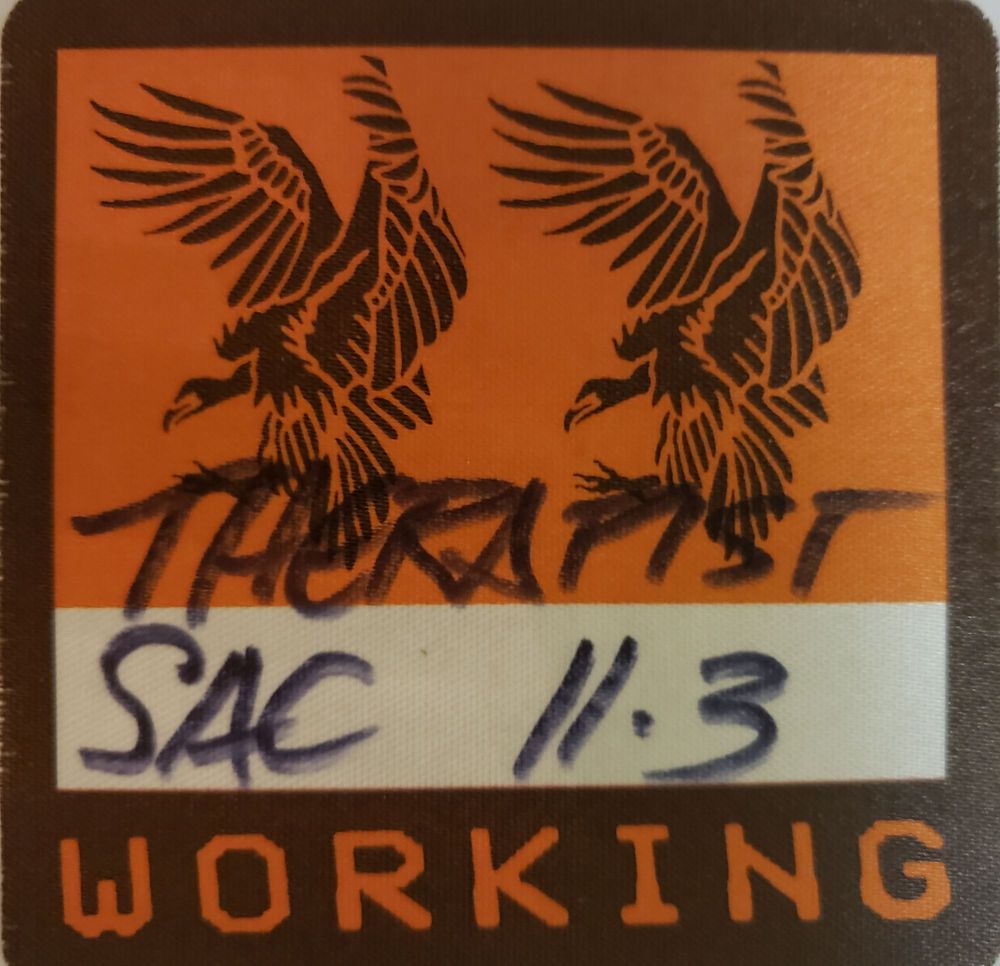 THERAPIST
SAC 11.3
WORKING